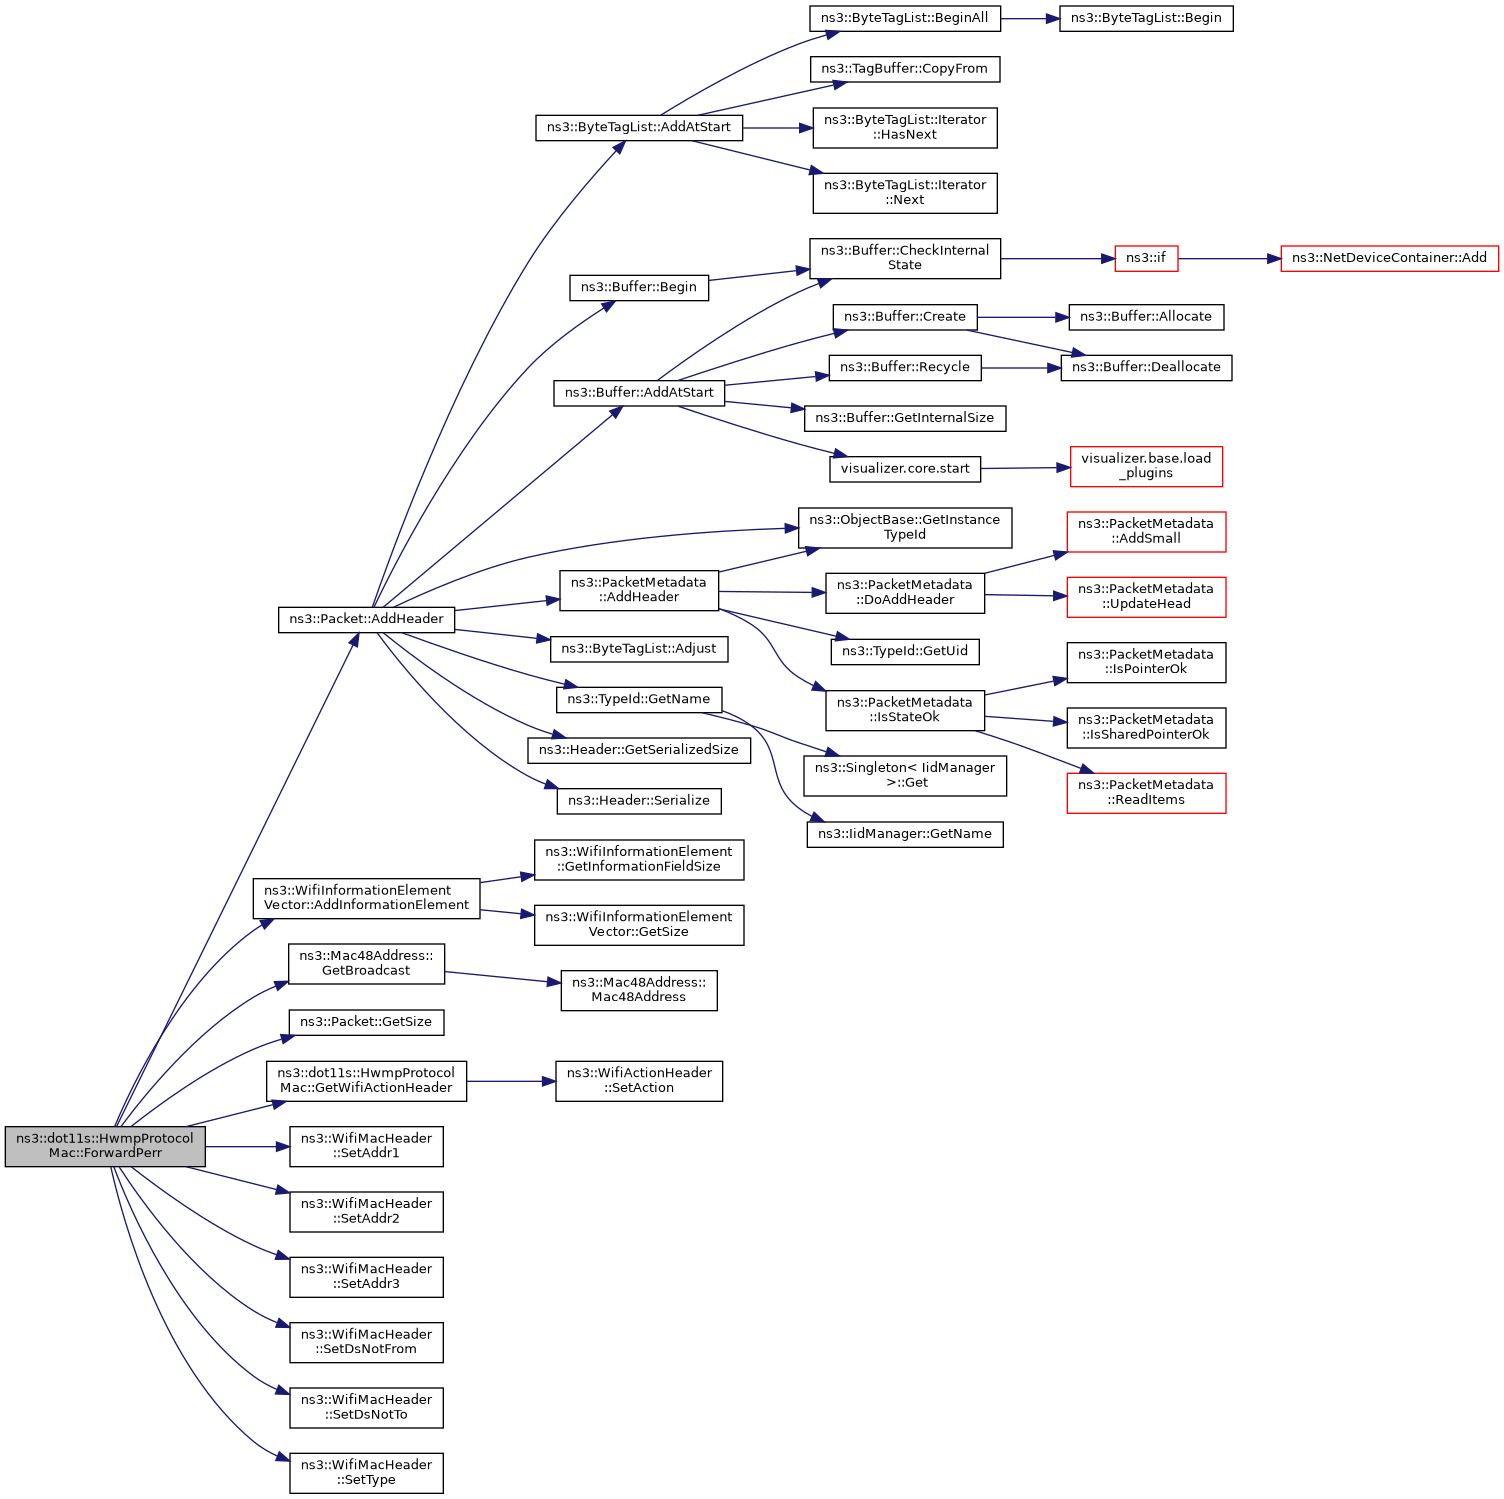 ns3::ByteTagList::BeginAll
ns3::ByteTagList::Begin
ns3::TagBuffer::CopyFrom
ns3::ByteTagList::AddAtStart
ns3::ByteTagList::Iterator
::HasNext
ns3::ByteTagList::Iterator
::Next
ns3::Buffer::CheckInternal
State
ns3::if
ns3::NetDeviceContainer::Add
ns3::Buffer::Begin
ns3::Buffer::Create
ns3::Buffer::Allocate
ns3::Buffer::Recycle
ns3::Buffer::Deallocate
ns3::Buffer::AddAtStart
ns3::Buffer::GetInternalSize
visualizer.core.start
visualizer.base.load
_plugins
ns3::ObjectBase::GetInstance
TypeId
ns3::PacketMetadata
::AddSmall
ns3::PacketMetadata
::AddHeader
ns3::PacketMetadata
::DoAddHeader
ns3::PacketMetadata
::UpdateHead
ns3::Packet::AddHeader
ns3::ByteTagList::Adjust
ns3::TypeId::GetUid
ns3::PacketMetadata
::IsPointerOk
ns3::TypeId::GetName
ns3::PacketMetadata
::IsStateOk
ns3::PacketMetadata
::IsSharedPointerOk
ns3::Header::GetSerializedSize
ns3::Singleton< IidManager
>::Get
ns3::PacketMetadata
::ReadItems
ns3::Header::Serialize
ns3::IidManager::GetName
ns3::WifiInformationElement
::GetInformationFieldSize
ns3::WifiInformationElement
Vector::AddInformationElement
ns3::WifiInformationElement
Vector::GetSize
ns3::Mac48Address::
GetBroadcast
ns3::Mac48Address::
Mac48Address
ns3::Packet::GetSize
ns3::dot11s::HwmpProtocol
Mac::GetWifiActionHeader
ns3::WifiActionHeader
::SetAction
ns3::dot11s::HwmpProtocol
Mac::ForwardPerr
ns3::WifiMacHeader
::SetAddr1
ns3::WifiMacHeader
::SetAddr2
ns3::WifiMacHeader
::SetAddr3
ns3::WifiMacHeader
::SetDsNotFrom
ns3::WifiMacHeader
::SetDsNotTo
ns3::WifiMacHeader
::SetType